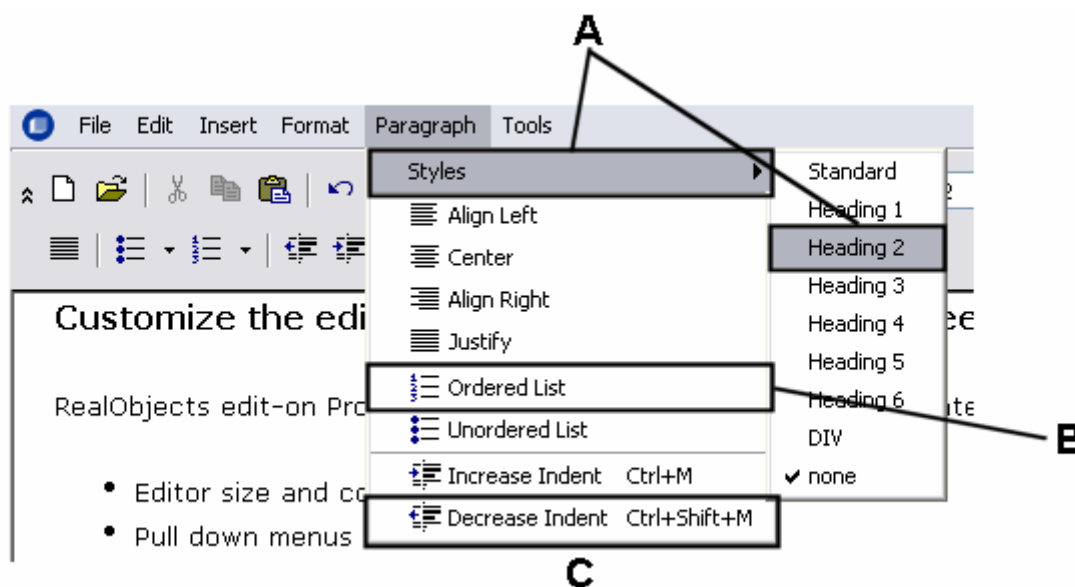 A
File Edit Insert Format Paragraph Tools
Styles
Align Left
Center
Align Right
Justify
Ordered List
Unordered List
Increase Indent Ctrl+M
Decrease Indent Ctrl+Shift+M
Standard
Heading 1
Heading 2
Heading 3
Heading 4
Heading 5
Heading 6
DIV
none
Customize the edi
RealObjects edit-on Pro
• Editor size and co
• Pull down menus
B
C